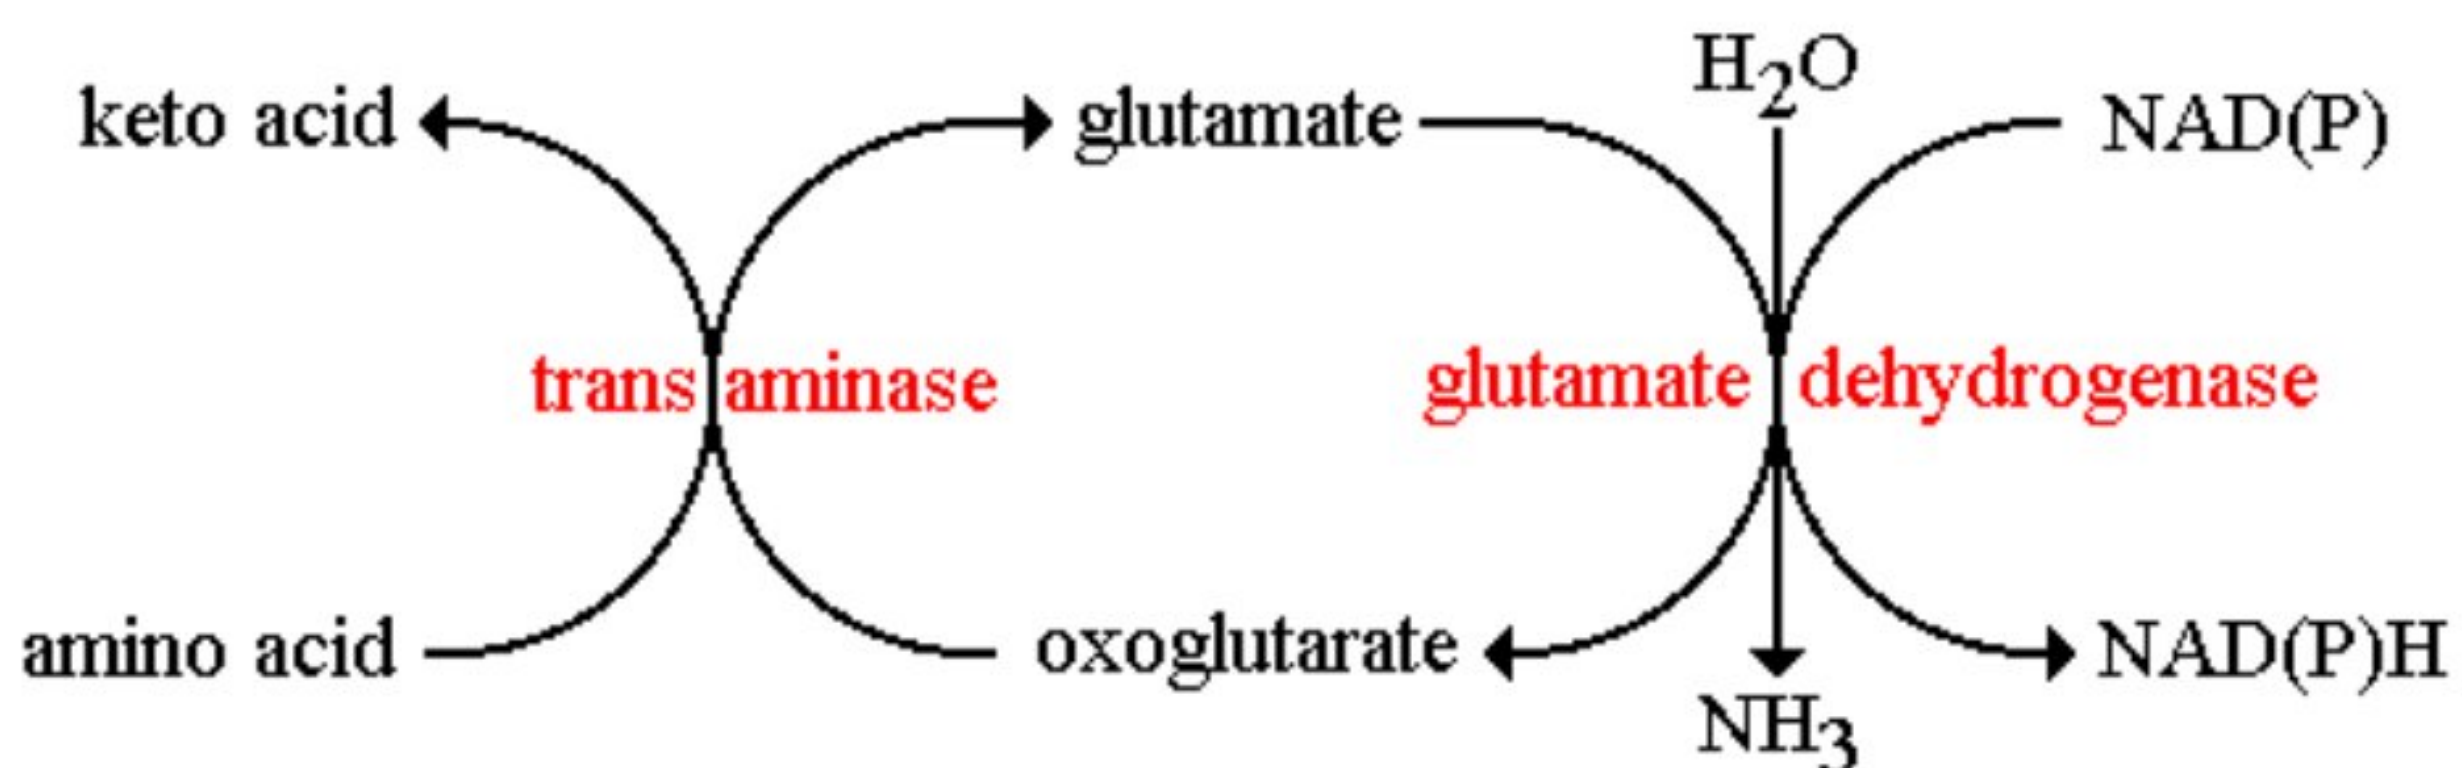 H2O
keto acid glutamate NAD(P)
trans aminase glutamate dehydrogenase
amino acid oxoglutarate NAD(P)H
NH3